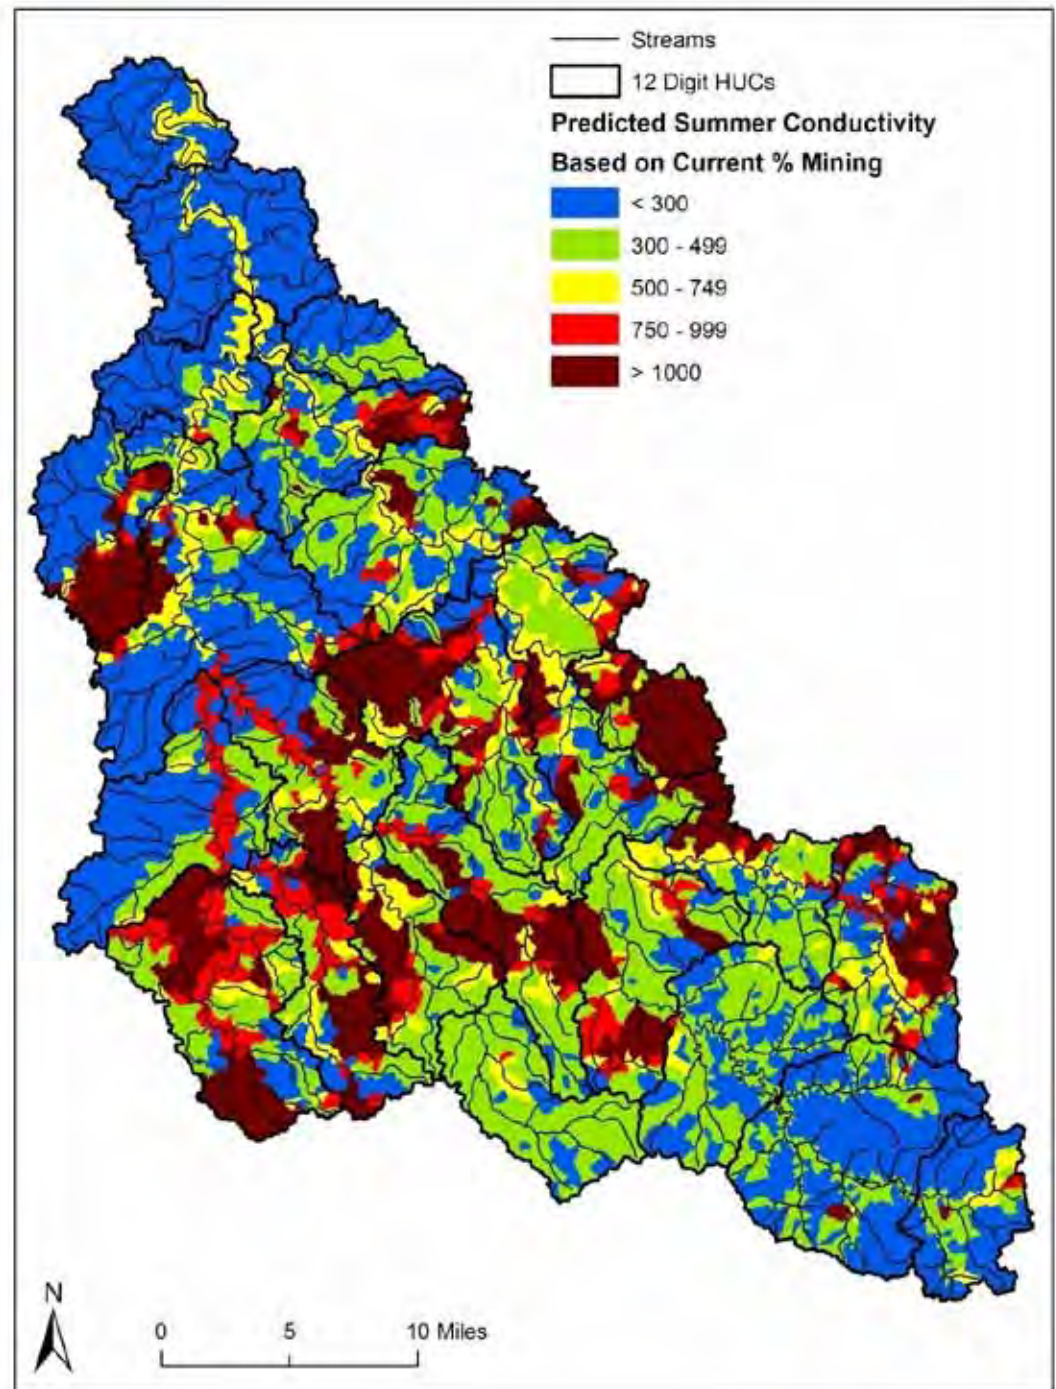 Streams
12 Digit HUCs
Predicted Summer Conductivity
Based on Current % Mining
< 300
300 - 499
500 - 749
750 - 999
> 1000
N
0 5 10 Miles